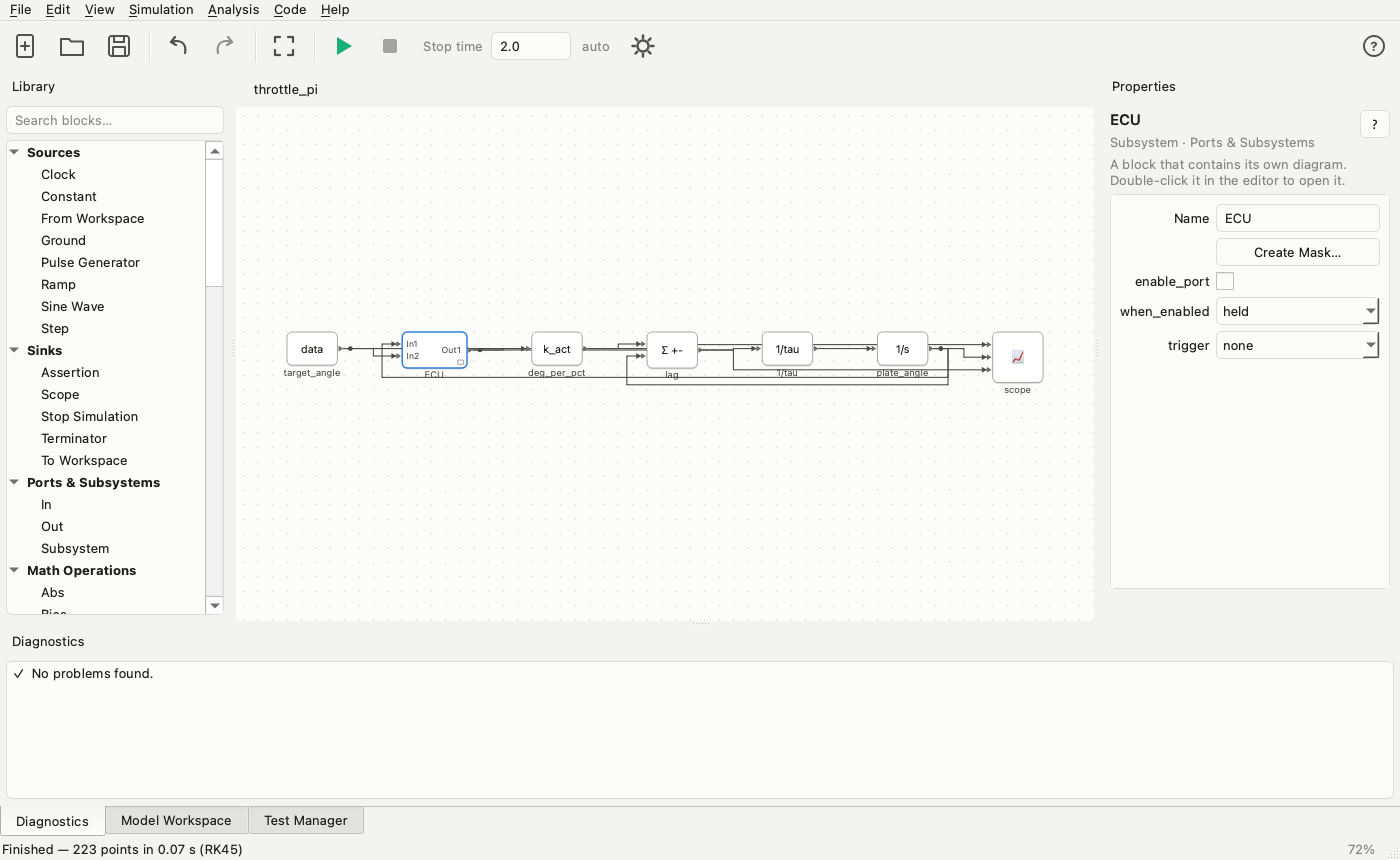 File Edit View Simulation Analysis Code Help
Stop time 2.0 auto
Library
throttle_pi
Properties
Search blocks...
Sources
Clock
Constant
From Workspace
Ground
Pulse Generator
Ramp
Sine Wave
Step
Sinks
Assertion
Scope
Stop Simulation
Terminator
To Workspace
Ports & Subsystems
In
Out
Subsystem
Math Operations
Abs
Bias
data
target_angle
In1
In2
Out1
ECU
k_act
deg_per_pct
Σ +-
lag
1/tau
1/tau
1/s
plate_angle
scope
ECU
?
Subsystem · Ports & Subsystems
A block that contains its own diagram.
Double-click it in the editor to open it.
Name ECU
Create Mask...
enable_port
when_enabled held
trigger none
Diagnostics
✓ No problems found.
Diagnostics Model Workspace Test Manager
Finished — 223 points in 0.07 s (RK45)
72%